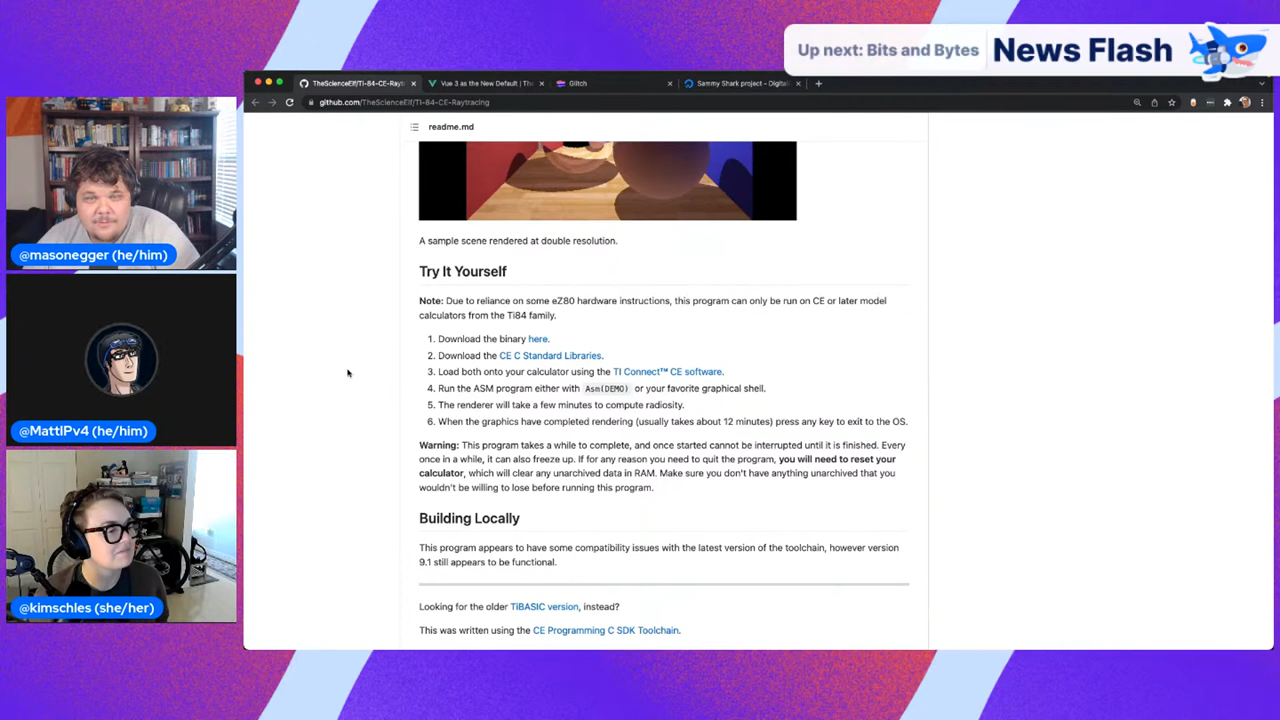 Up next: Bits and Bytes
News Flash
TheScienceElf/Ti-84-CE-Raytr
Vue 3 as the New Default | The
Glitch
Sammy Shark project – Digital
github.com/TheScienceElf/TI-84-CE-Raytracing
readme.md
A sample scene rendered at double resolution.
Try It Yourself
Note: Due to reliance on some eZ80 hardware instructions, this program can only be run on CE or later model
calculators from the Ti84 family.
1. Download the binary here.
2. Download the CE C Standard Libraries.
3. Load both onto your calculator using the TI Connect™ CE software.
4. Run the ASM program either with Asm(DEMO) or your favorite graphical shell.
5. The renderer will take a few minutes to compute radiosity.
6. When the graphics have completed rendering (usually takes about 12 minutes) press any key to exit to the OS.
Warning: This program takes a while to complete, and once started cannot be interrupted until it is finished. Every
once in a while, it can also freeze up. If for any reason you need to quit the program, you will need to reset your
calculator, which will clear any unarchived data in RAM. Make sure you don't have anything unarchived that you
wouldn't be willing to lose before running this program.
Building Locally
This program appears to have some compatibility issues with the latest version of the toolchain, however version
9.1 still appears to be functional.
Looking for the older TiBASIC version, instead?
This was written using the CE Programming C SDK Toolchain.
@masonegger (he/him)
@MattIPv4 (he/him)
@kimschles (she/her)